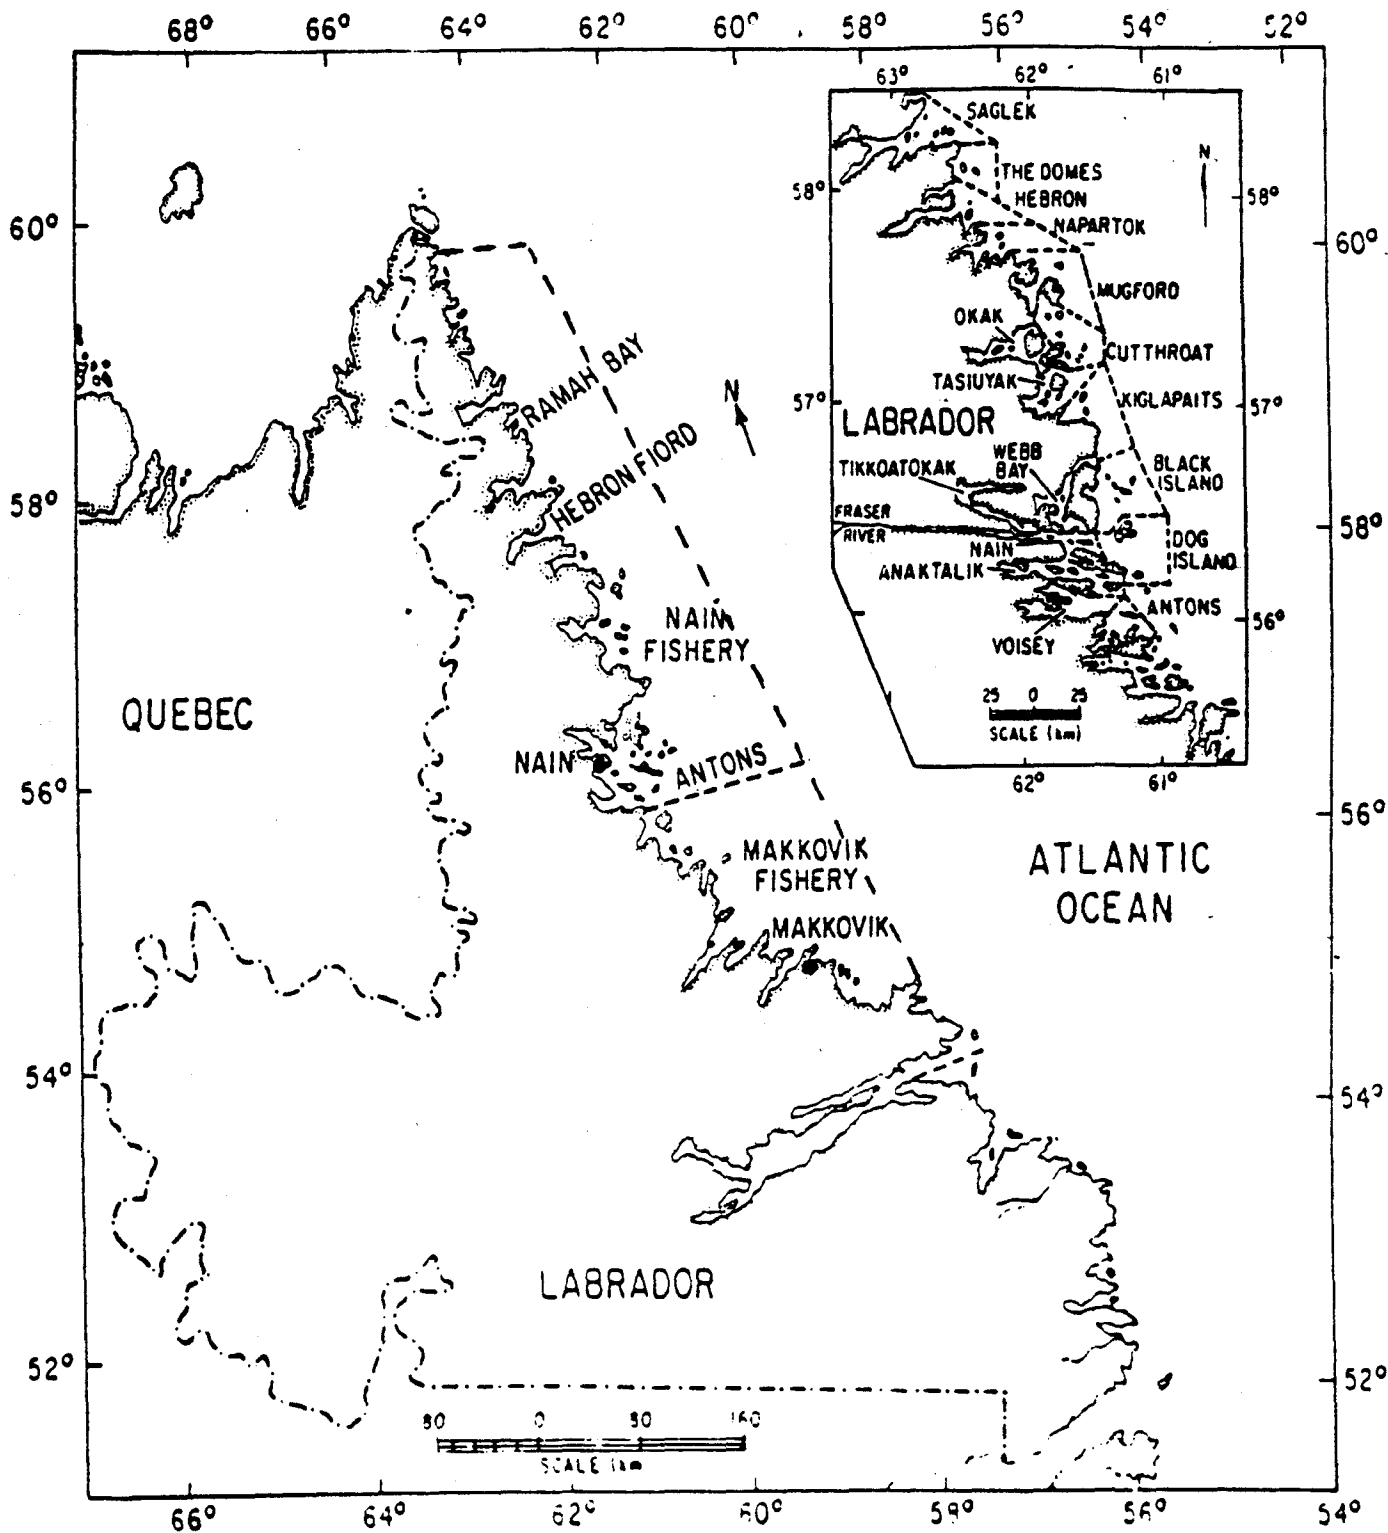 68° 66° 64° 62° 60° 58° 56° 54° 52°
63° 62° 61°
SAGLEK
N
THE DOMES
58° 58°
HEBRON
NAPARTOK
60° 60°
MUGFORD
OKAK
CUTTHROAT
TASIUYAK
KIGLAPAITS
57° 57°
LABRADOR
WEBB
BAY
TIKKOATOKAK
BLACK
ISLAND
FRASER
RIVER
NAIN
DOG
ISLAND
ANAKTALIK
ANTONS
56°
VOISEY
25 0 25
SCALE (km)
62° 61°
RAMAH BAY
N
HEBRON FIORD
58° 58°
NAIN
FISHERY
QUEBEC
NAIN
ANTONS
56° 56°
MAKKOVIK
FISHERY
ATLANTIC
OCEAN
MAKKOVIK
54° 54°
LABRADOR
52° 52°
80 0 80 160
SCALE (km
66° 64° 62° 60° 58° 56° 54°